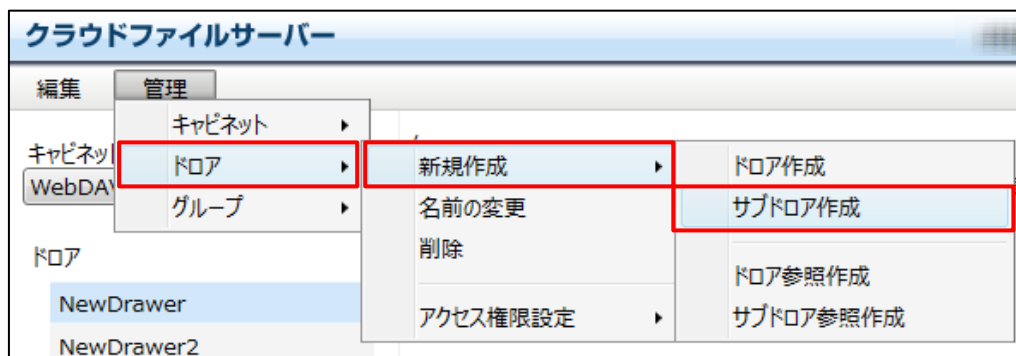 クラウドファイルサーバー
編集 管理
キャビネット
キャビネッ
ドロア 新規作成 ドロア作成
WebDAV
グループ 名前の変更 サブドロア作成
ドロア 削除
ドロア参照作成
NewDrawer アクセス権限設定 サブドロア参照作成
NewDrawer2